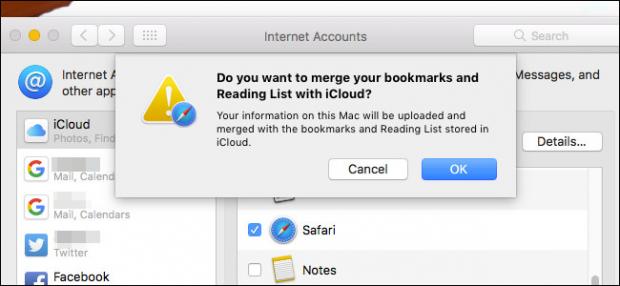 Internet Accounts
Search
Internet A
Messages, and
other app
Do you want to merge your bookmarks and
Reading List with iCloud?
Your information on this Mac will be uploaded and
merged with the bookmarks and Reading List stored in
iCloud.
Cancel
OK
iCloud
Photos, Find
Details...
Mail, Calenda
Mail, Calendars
Twitter
Facebook
Safari
Notes